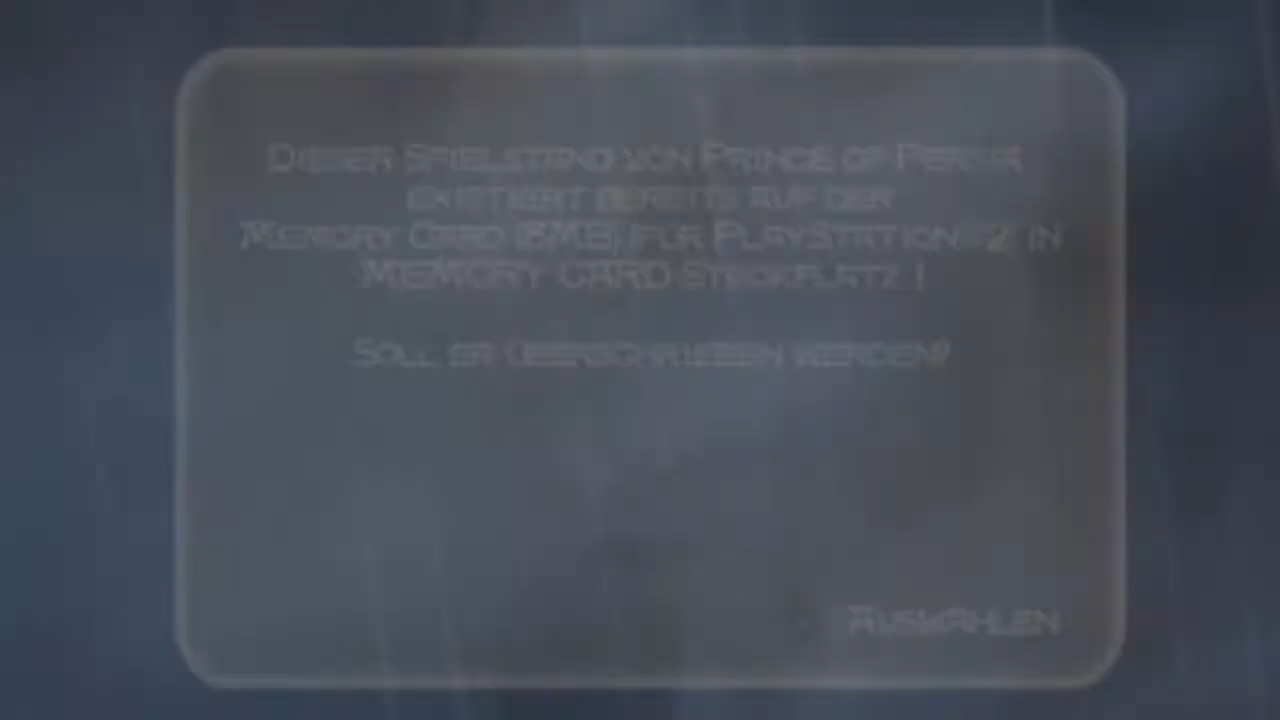 Dieser Spielstand von Prince of Persia
existiert bereits auf der
Memory Card (8MB) für PlayStation 2 in
MEMORY CARD-Steckplatz 1
Soll er überschrieben werden?
Auswählen